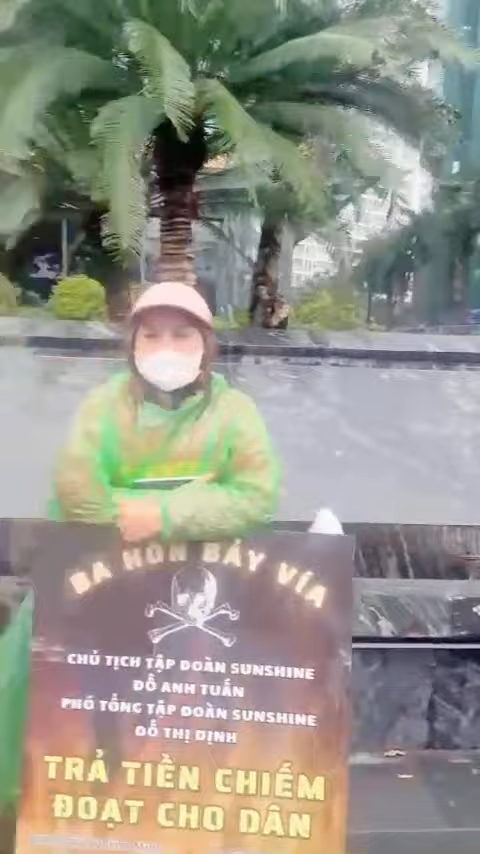 BA HỒN BẢY VÍA
CHỦ TỊCH TẬP ĐOÀN SUNSHINE
ĐỖ ANH TUẤN
PHÓ TỔNG TẬP ĐOÀN SUNSHINE
ĐỖ THỊ ĐỊNH
TRẢ TIỀN CHIẾM
ĐOẠT CHO DÂN